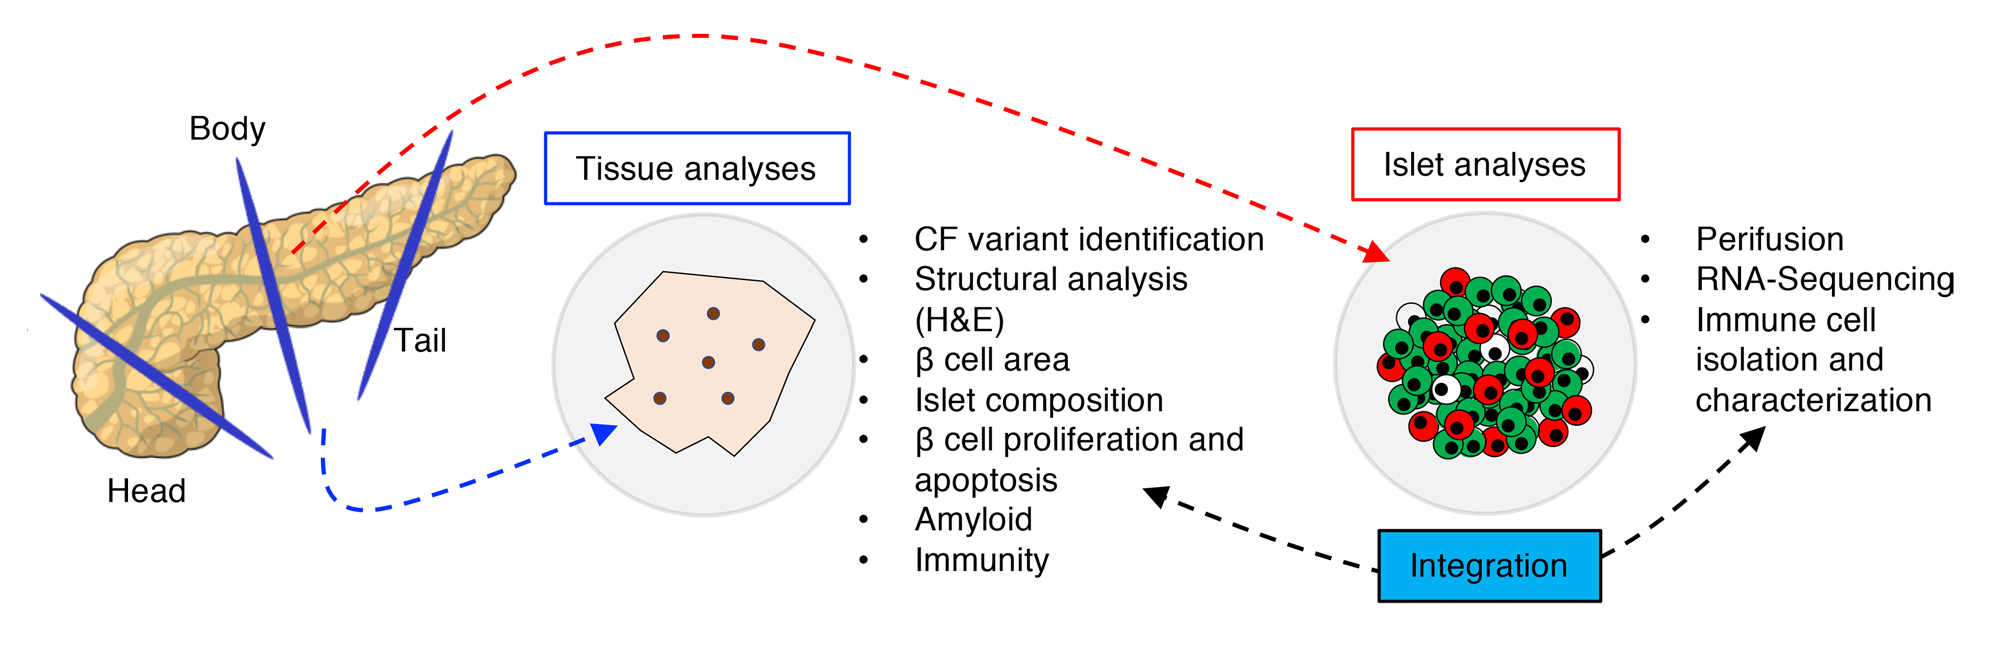 Body
Tail
Head
Tissue analyses
• CF variant identification
• Structural analysis
(H&E)
• β cell area
• Islet composition
• β cell proliferation and
apoptosis
• Amyloid
• Immunity
Islet analyses
• Perifusion
• RNA-Sequencing
• Immune cell
isolation and
characterization
Integration